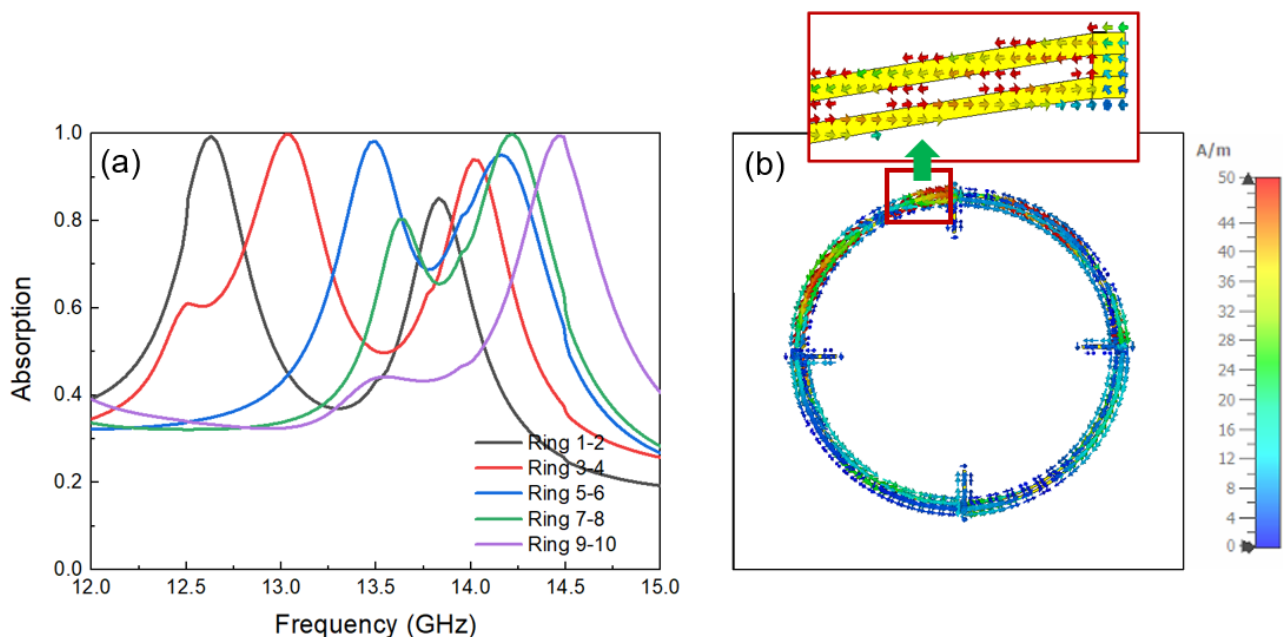 (a)
Absorption
1.0
0.8
0.6
0.4
0.2
0.0
12.0 12.5 13.0 13.5 14.0 14.5 15.0
Frequency (GHz)
Ring 1-2
Ring 3-4
Ring 5-6
Ring 7-8
Ring 9-10
(b)
A/m
50
44
40
36
32
28
24
20
16
12
8
4
0